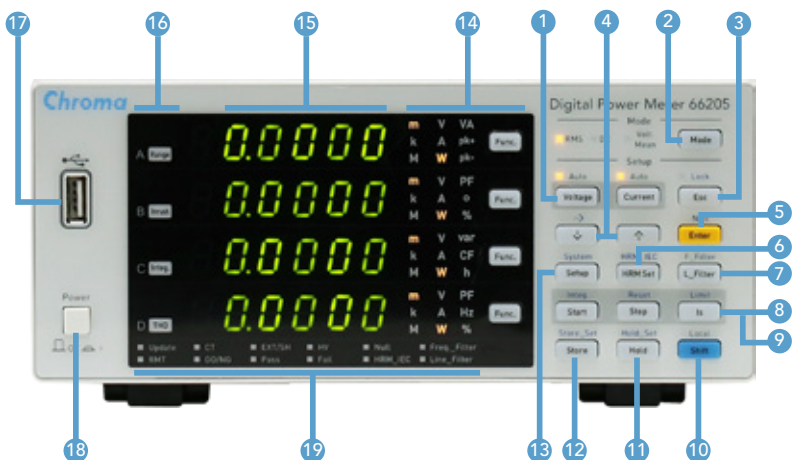 17
16
15
14
1
4
2
3
Chroma
Digital Power Meter 66205
Mode
RMS
Volt Mean
Mode
Setup
Auto
Auto
Lock
Voltage
Current
Esc
5
Enter
6
System
HRM_IEC
F_Filter
Setup
HRM Set
L_Filter
7
Integ
Reset
Limit
Start
Stop
Is
8
9
Store_Set
Hold_Set
Local
Store
Hold
Shift
A Range
0.0000
m V VA
k A pk+
M W pk-
Func.
B Inrush
0.0000
m V PF
k A °
M W %
Func.
C Integ.
0.0000
m V var
k A CF
M W h
Func.
D THD
0.0000
m V PF
k A Hz
M W %
Func.
Update CT EXT/SH HV Null Freq._Filter
RMT GO/NG Pass Fail HRM_IEC Line_Filter
Power
18
19
13
12
11
10